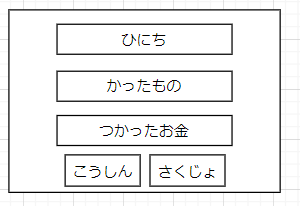 ひにち
かったもの
つかったお金
こうしん さくじょ